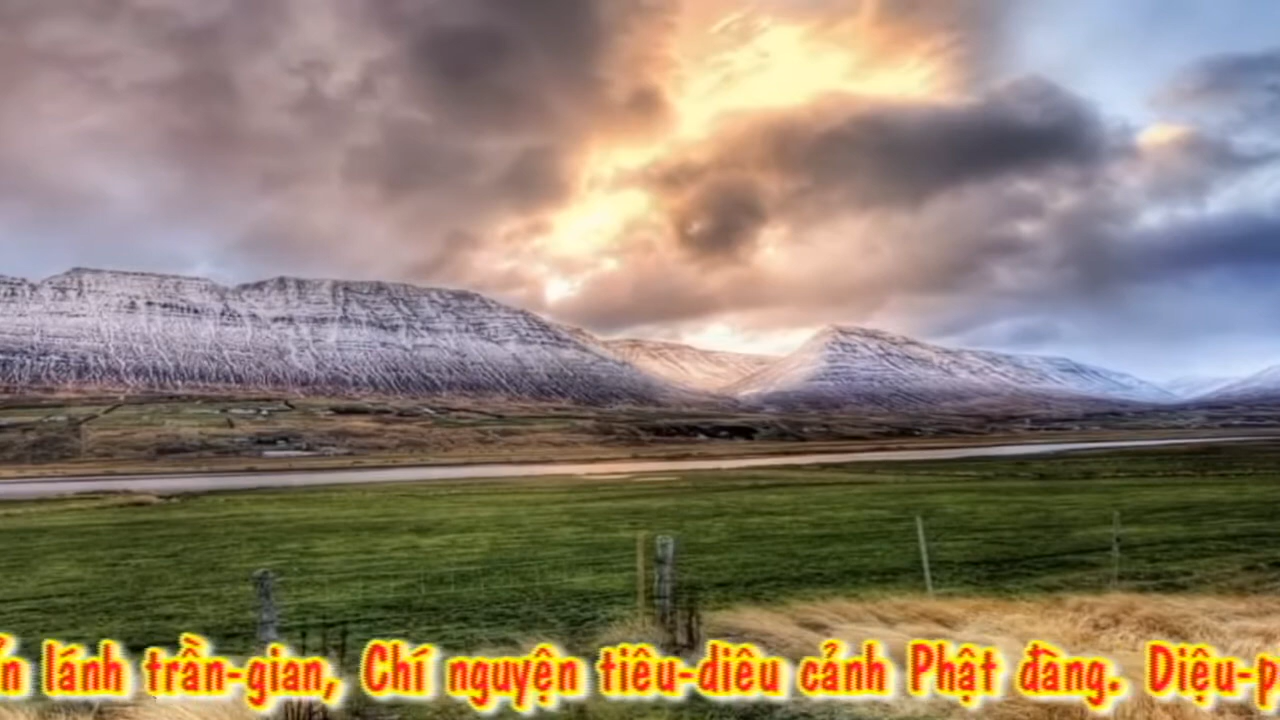 lánh trần-gian, Chí nguyện tiêu-diêu cảnh Phật đàng. Diệu-p